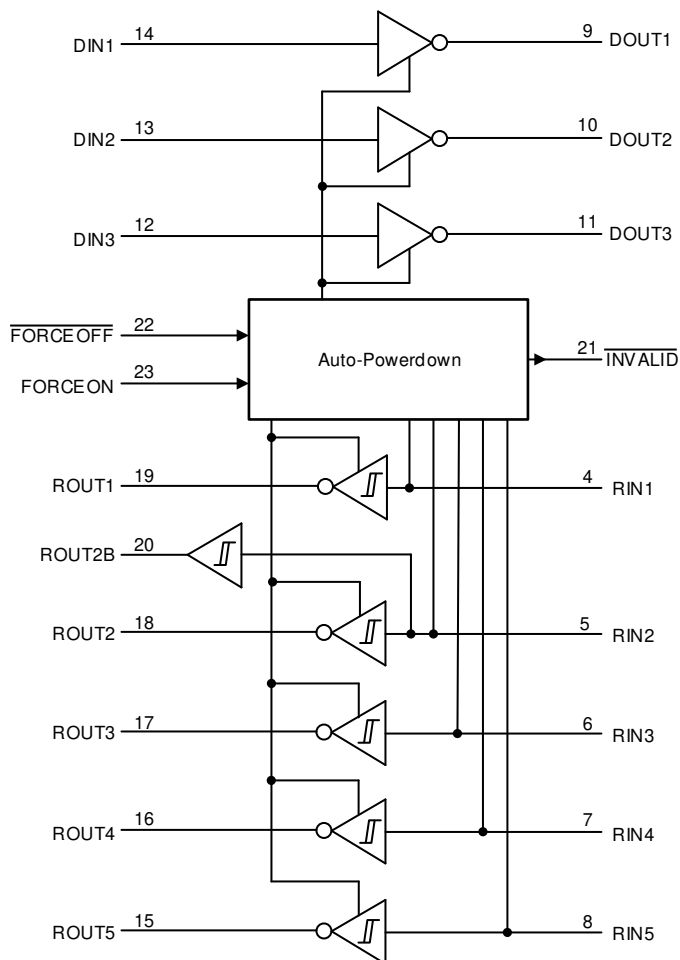 DIN1 14 9 DOUT1
DIN2 13 10 DOUT2
DIN3 12 11 DOUT3
FORCEOFF 22
Auto-Powerdown
21 INVALID
FORCEON 23
ROUT1 19 4 RIN1
ROUT2B 20
ROUT2 18 5 RIN2
ROUT3 17 6 RIN3
ROUT4 16 7 RIN4
ROUT5 15 8 RIN5